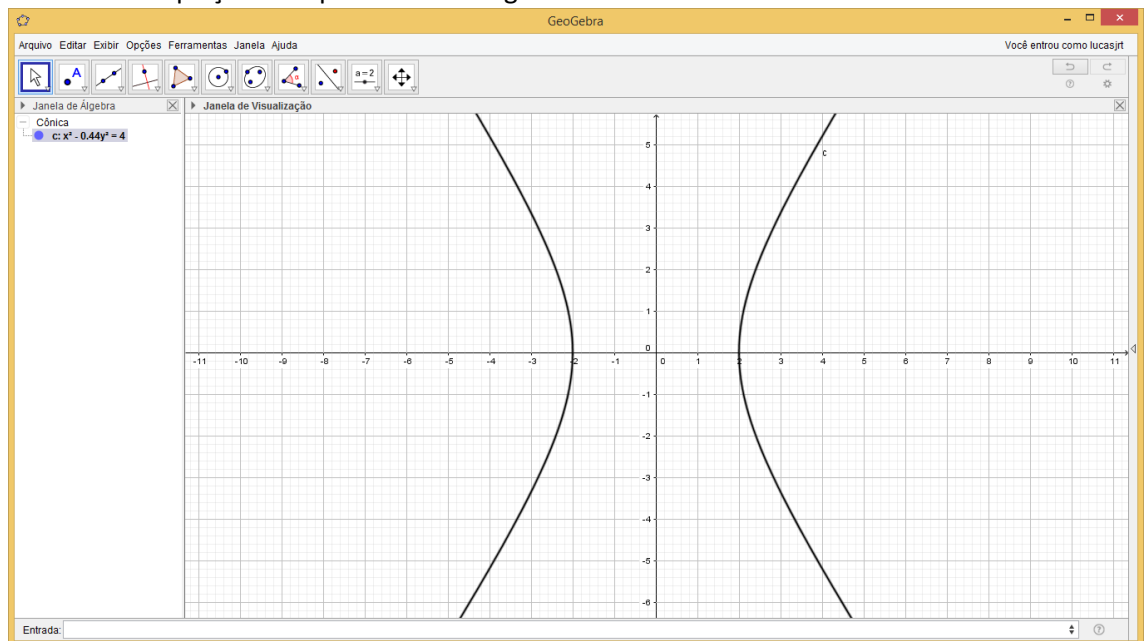 GeoGebra
Arquivo Editar Exibir Opções Ferramentas Janela Ajuda
Você entrou como lucasjrt
A
α
a=2
Janela de Álgebra
Janela de Visualização
Cônica
c: x² - 0.44y² = 4
c
5
4
3
2
1
0
-11 -10 -9 -8 -7 -6 -5 -4 -3 -2 -1 0 1 2 3 4 5 6 7 8 9 10 11
-1
-2
-3
-4
-5
-6
Entrada: